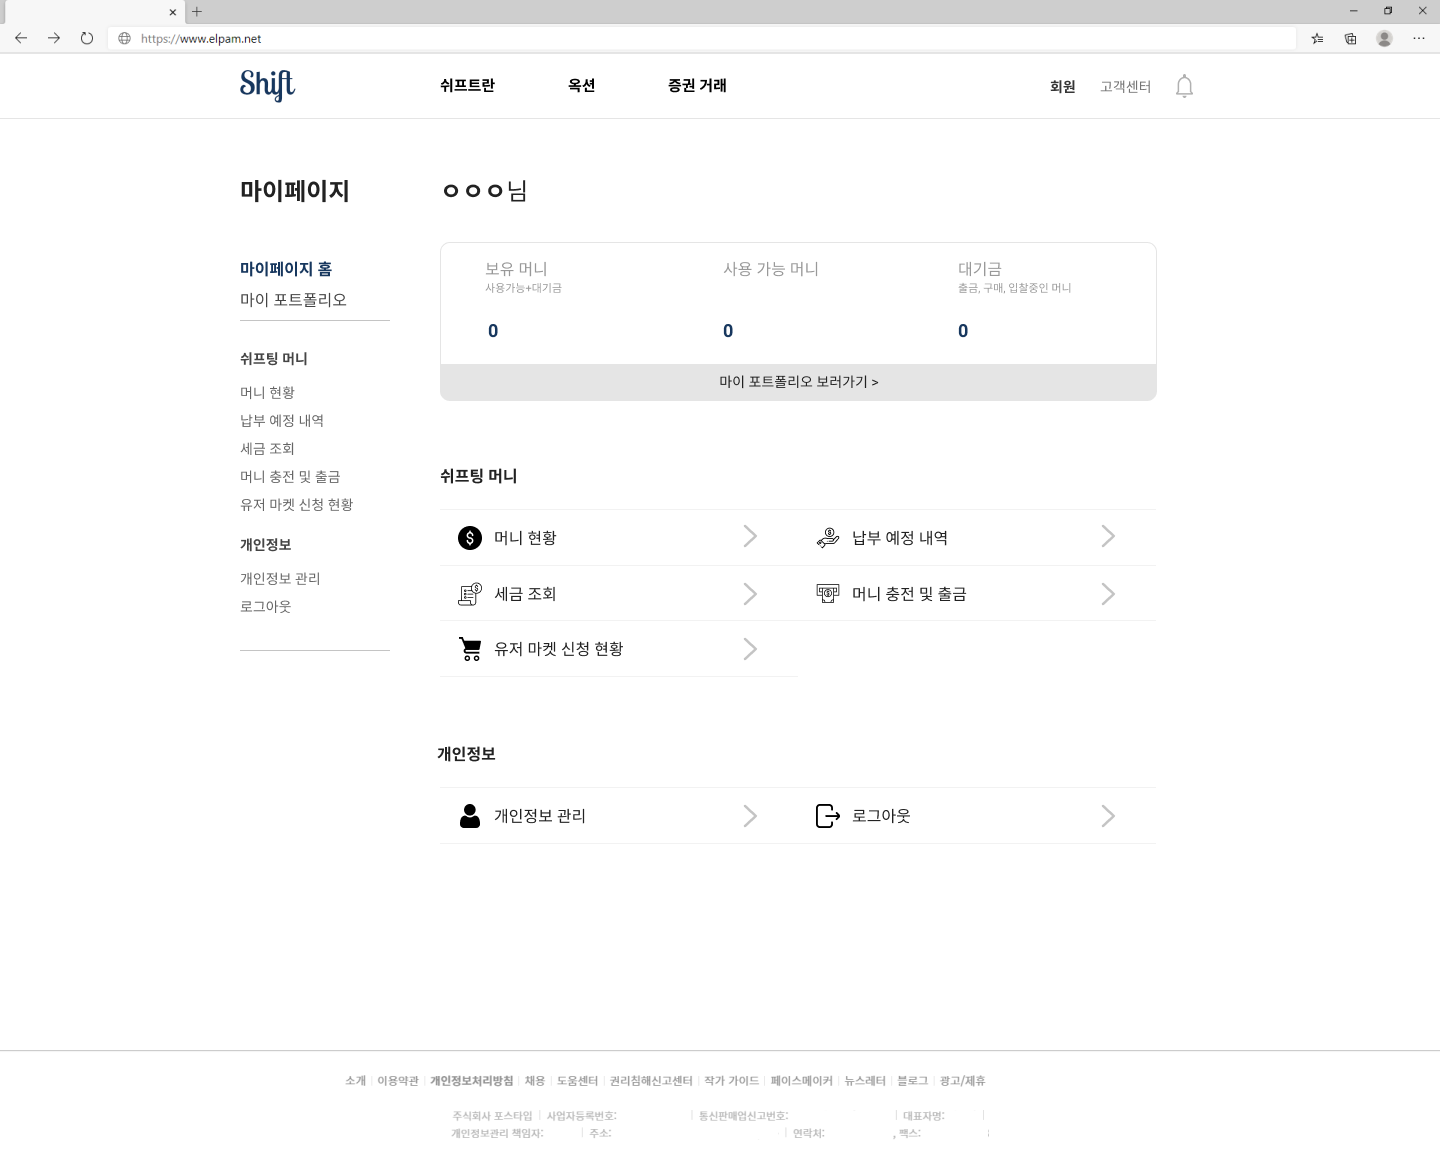 https://www.elpam.net
Shift
쉬프트란 옥션 증권 거래 회원 고객센터
마이페이지
ㅇㅇㅇ님
마이페이지 홈
마이 포트폴리오
쉬프팅 머니
머니 현황
납부 예정 내역
세금 조회
머니 충전 및 출금
유저 마켓 신청 현황
개인정보
개인정보 관리
로그아웃
보유 머니 사용 가능 머니 대기금
사용가능+대기금 출금, 구매, 입찰중인 머니
0 0 0
마이 포트폴리오 보러가기 >
쉬프팅 머니
머니 현황 납부 예정 내역
세금 조회 머니 충전 및 출금
유저 마켓 신청 현황
개인정보
개인정보 관리 로그아웃
소개 | 이용약관 | 개인정보처리방침 | 채용 | 도움센터 | 권리침해신고센터 | 작가 가이드 | 페이스메이커 | 뉴스레터 | 블로그 | 광고/제휴
주식회사 포스타입 | 사업자등록번호: | 통신판매업신고번호: | 대표자명: |
개인정보관리 책임자: | 주소: | 연락처: , 팩스: